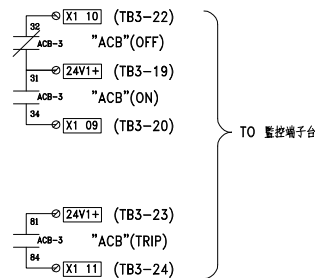 32 X1 10 (TB3-22)
ACB-3 "ACB"(OFF)
31 24V1+ (TB3-19)
ACB-3 "ACB"(ON)
34 X1 09 (TB3-20)
TO 監控端子台
81 24V1+ (TB3-23)
ACB-3 "ACB"(TRIP)
84 X1 11 (TB3-24)